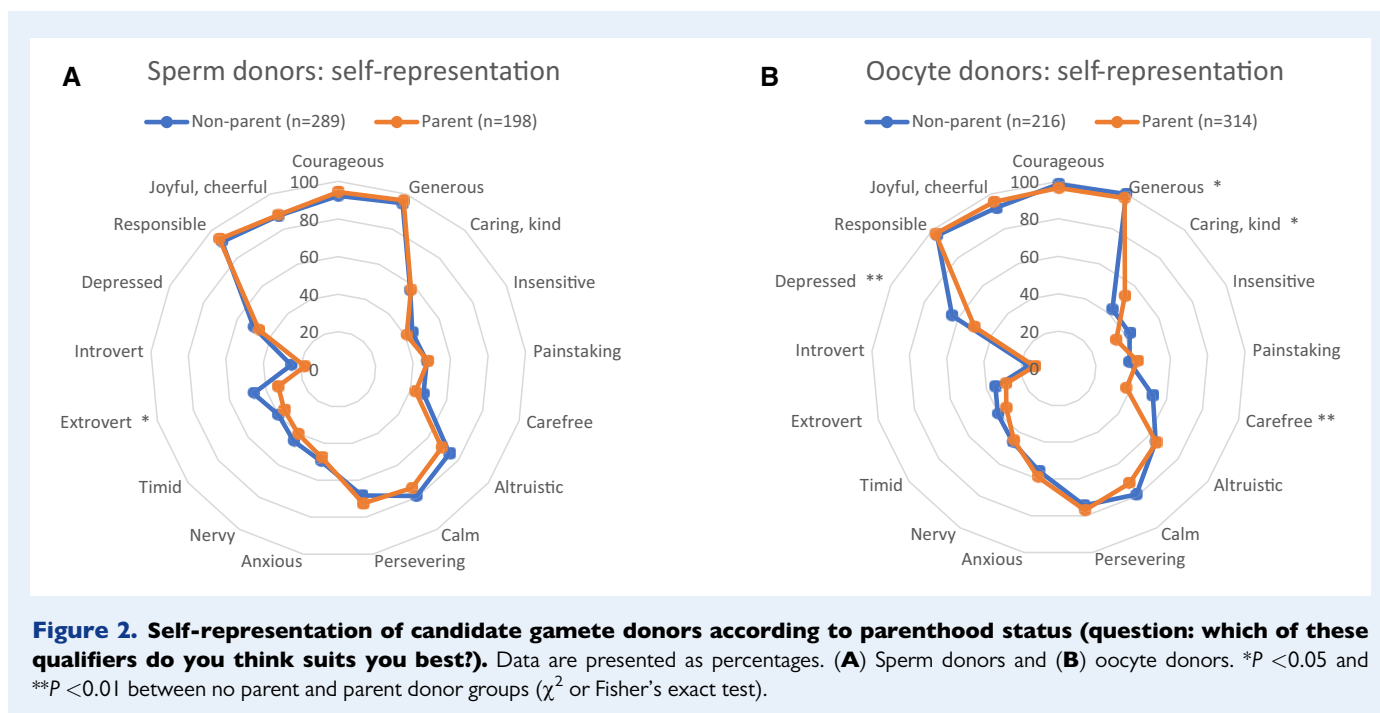 A
Sperm donors: self-representation
Non-parent (n=289) Parent (n=198)
Courageous
Generous
Caring, kind
Insensitive
Painstaking
Carefree
Altruistic
Calm
Persevering
Anxious
Nervy
Timid
Extrovert *
Introvert
Depressed
Responsible
Joyful, cheerful
100
80
60
40
20
0
B
Oocyte donors: self-representation
Non-parent (n=216) Parent (n=314)
Courageous
Generous *
Caring, kind *
Insensitive
Painstaking
Carefree **
Altruistic
Calm
Persevering
Anxious
Nervy
Timid
Extrovert
Introvert
Depressed **
Responsible
Joyful, cheerful
100
80
60
40
20
0
Figure 2. Self-representation of candidate gamete donors according to parenthood status (question: which of these
qualifiers do you think suits you best?). Data are presented as percentages. (A) Sperm donors and (B) oocyte donors. *P <0.05 and
**P <0.01 between no parent and parent donor groups (χ² or Fisher's exact test).